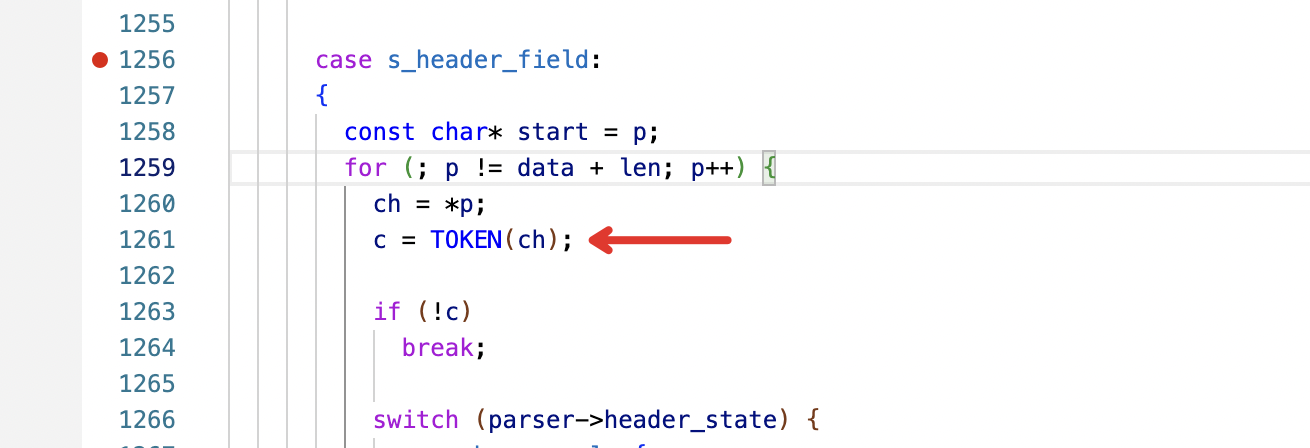 1255
1256 case s_header_field:
1257 {
1258 const char* start = p;
1259 for (; p != data + len; p++) {
1260 ch = *p;
1261 c = TOKEN(ch);
1262
1263 if (!c)
1264 break;
1265
1266 switch (parser->header_state) {